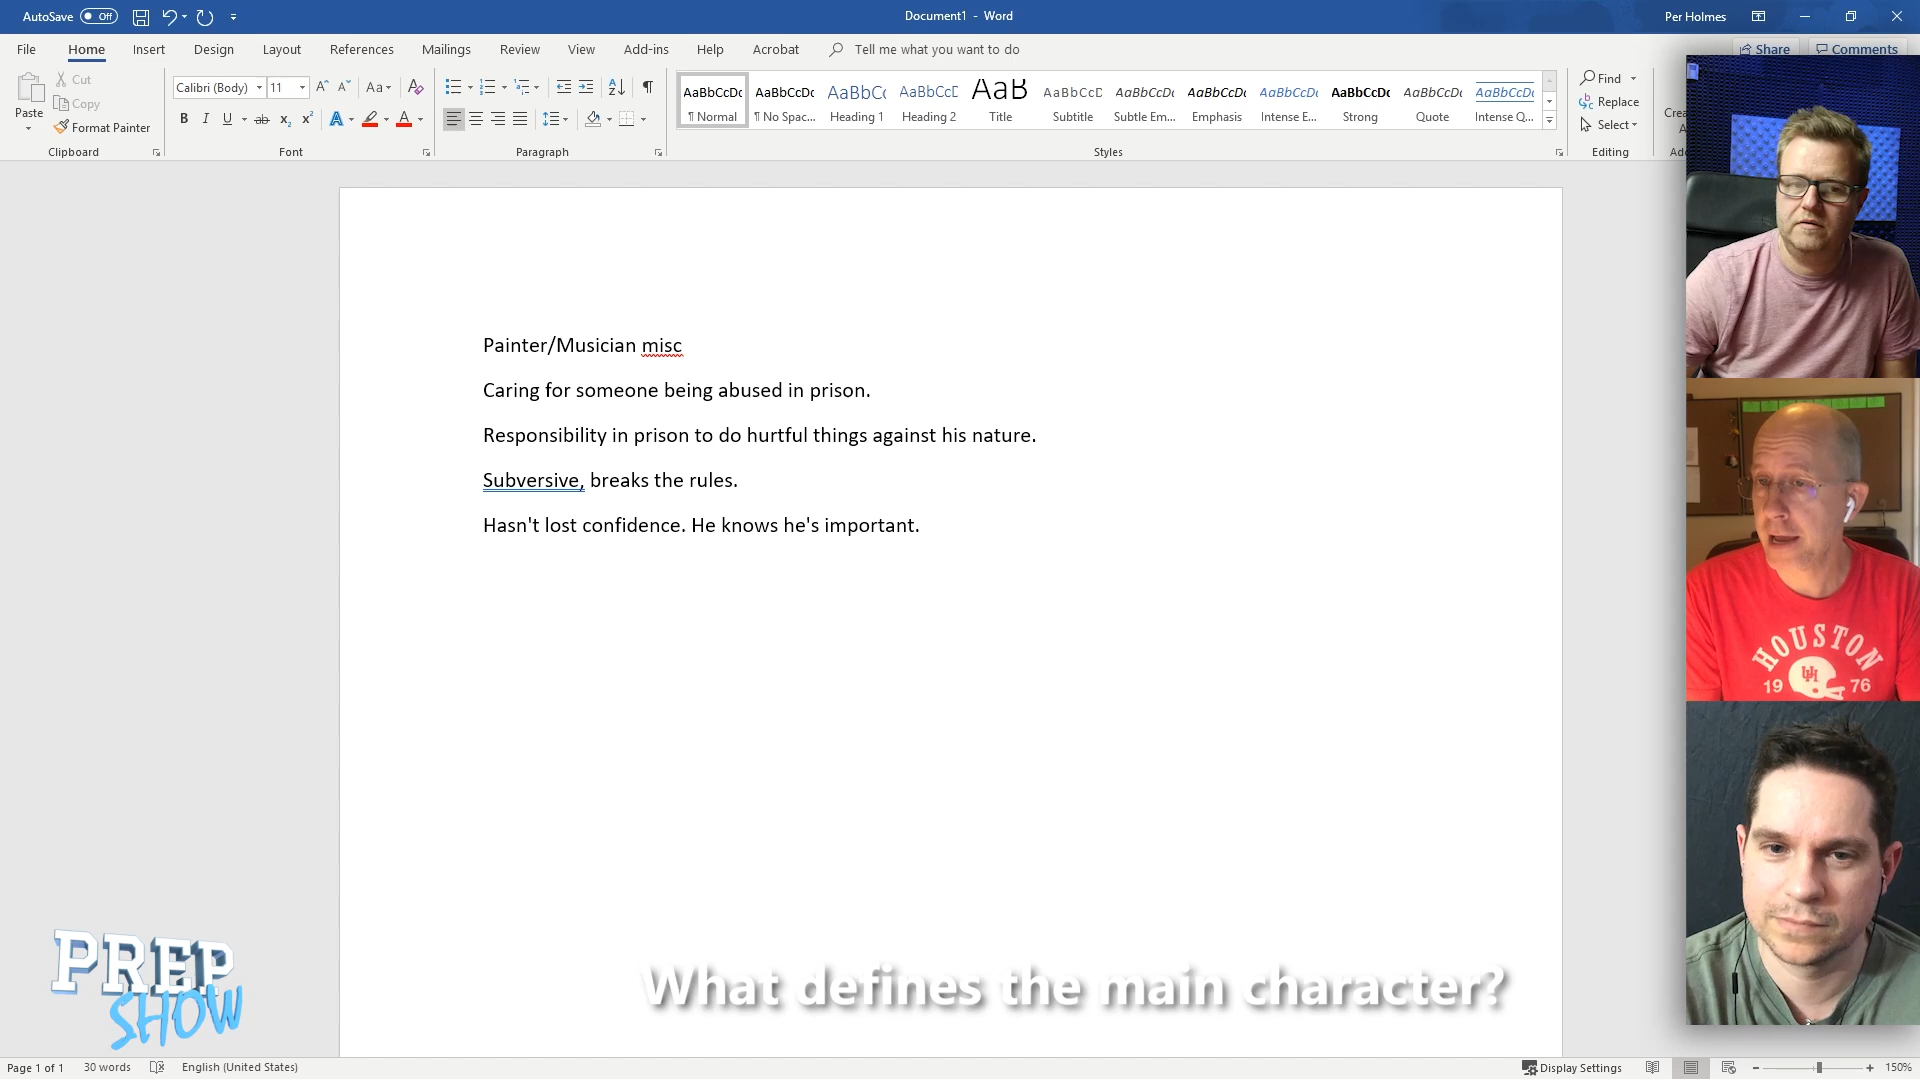 AutoSave Off Document1 - Word Per Holmes
File Home Insert Design Layout References Mailings Review View Add-ins Help Acrobat Tell me what you want to do Share Comments
Paste Cut Copy Format Painter
Calibri (Body) 11
AaBbCcDc AaBbCcDc AaBbCc AaBbCcD AaB AaBbCcD AaBbCcDc AaBbCcDc AaBbCcDc AaBbCcDc AaBbCcDc AaBbCcDc
¶ Normal ¶ No Spac... Heading 1 Heading 2 Title Subtitle Subtle Em... Emphasis Intense E... Strong Quote Intense Q...
Find
Replace
Select
Clipboard Font Paragraph Styles Editing
Painter/Musician misc
Caring for someone being abused in prison.
Responsibility in prison to do hurtful things against his nature.
Subversive, breaks the rules.
Hasn't lost confidence. He knows he's important.
HOUSTON
UH
19 76
PREP
SHOW
What defines the main character?
Page 1 of 1 30 words English (United States) Display Settings 150%